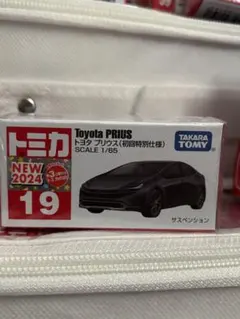 トミカ
Toyota PRIUS
トヨタ プリウス(初回特別仕様)
SCALE 1/65
TAKARA TOMY
NEW 2024
19
サスペンション